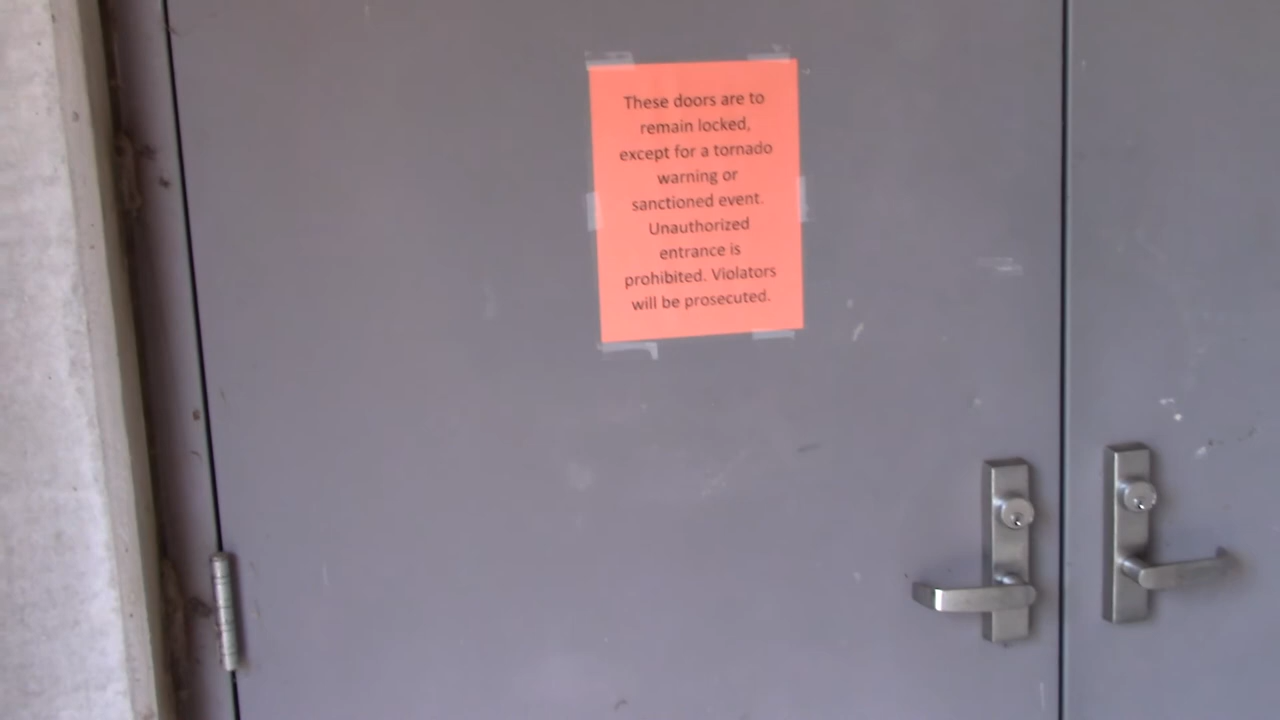 These doors are to
remain locked,
except for a tornado
warning or
sanctioned event.
Unauthorized
entrance is
prohibited. Violators
will be prosecuted.